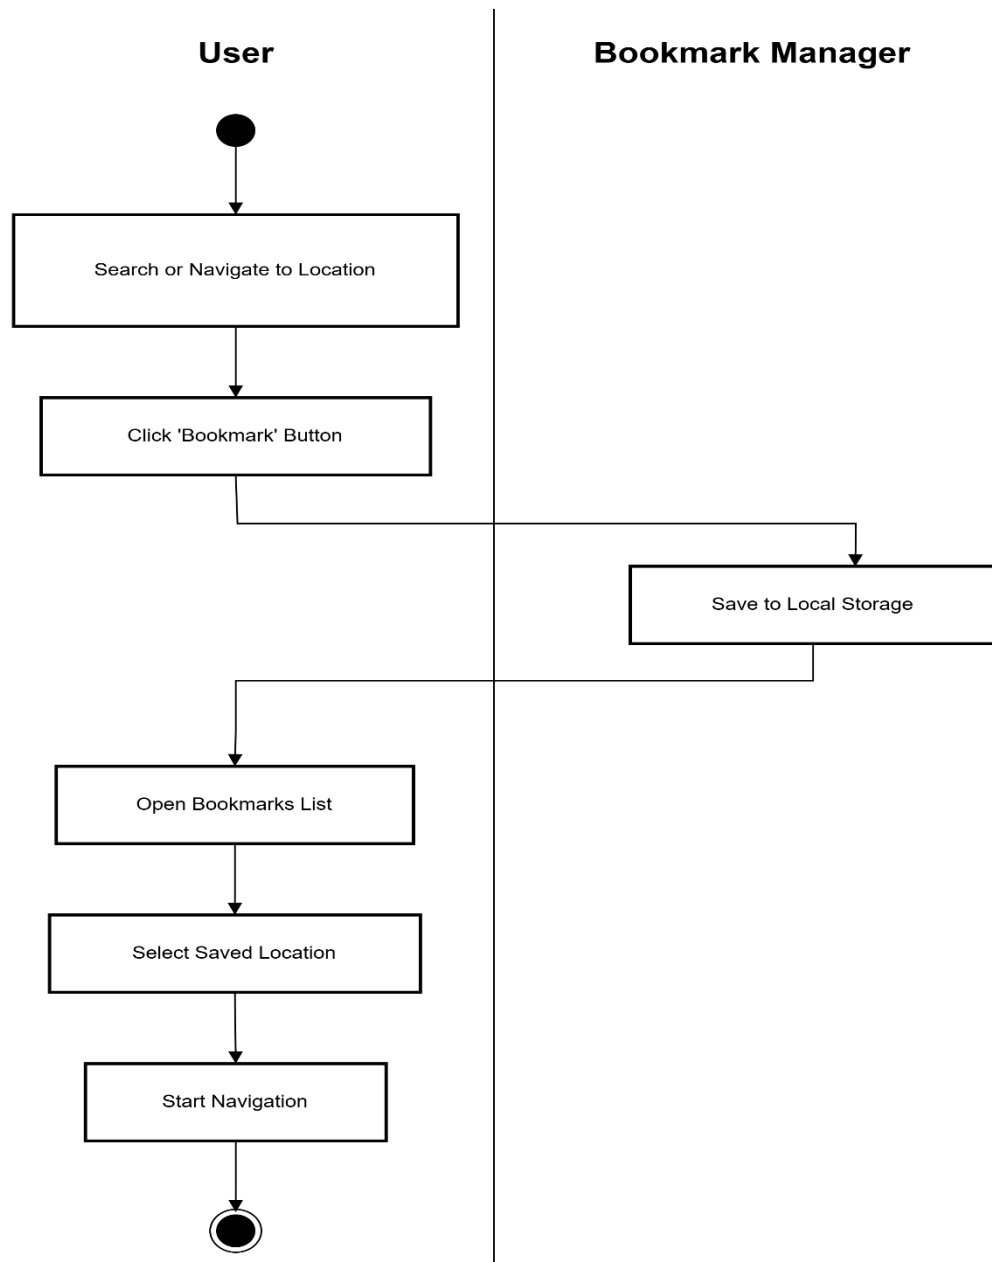 User
Bookmark Manager
Search or Navigate to Location
Click 'Bookmark' Button
Save to Local Storage
Open Bookmarks List
Select Saved Location
Start Navigation